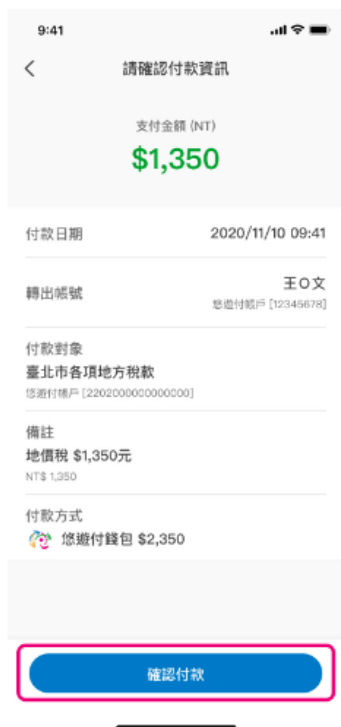 9:41
請確認付款資訊
支付金額 (NT)
$1,350
付款日期 2020/11/10 09:41
轉出帳號 王O文
悠遊付帳戶 [12345678]
付款對象
臺北市各項地方稅款
悠遊付帳戶 [2202000000000000]
備註
地價稅 $1,350元
NT$ 1,350
付款方式
悠遊付錢包 $2,350
確認付款